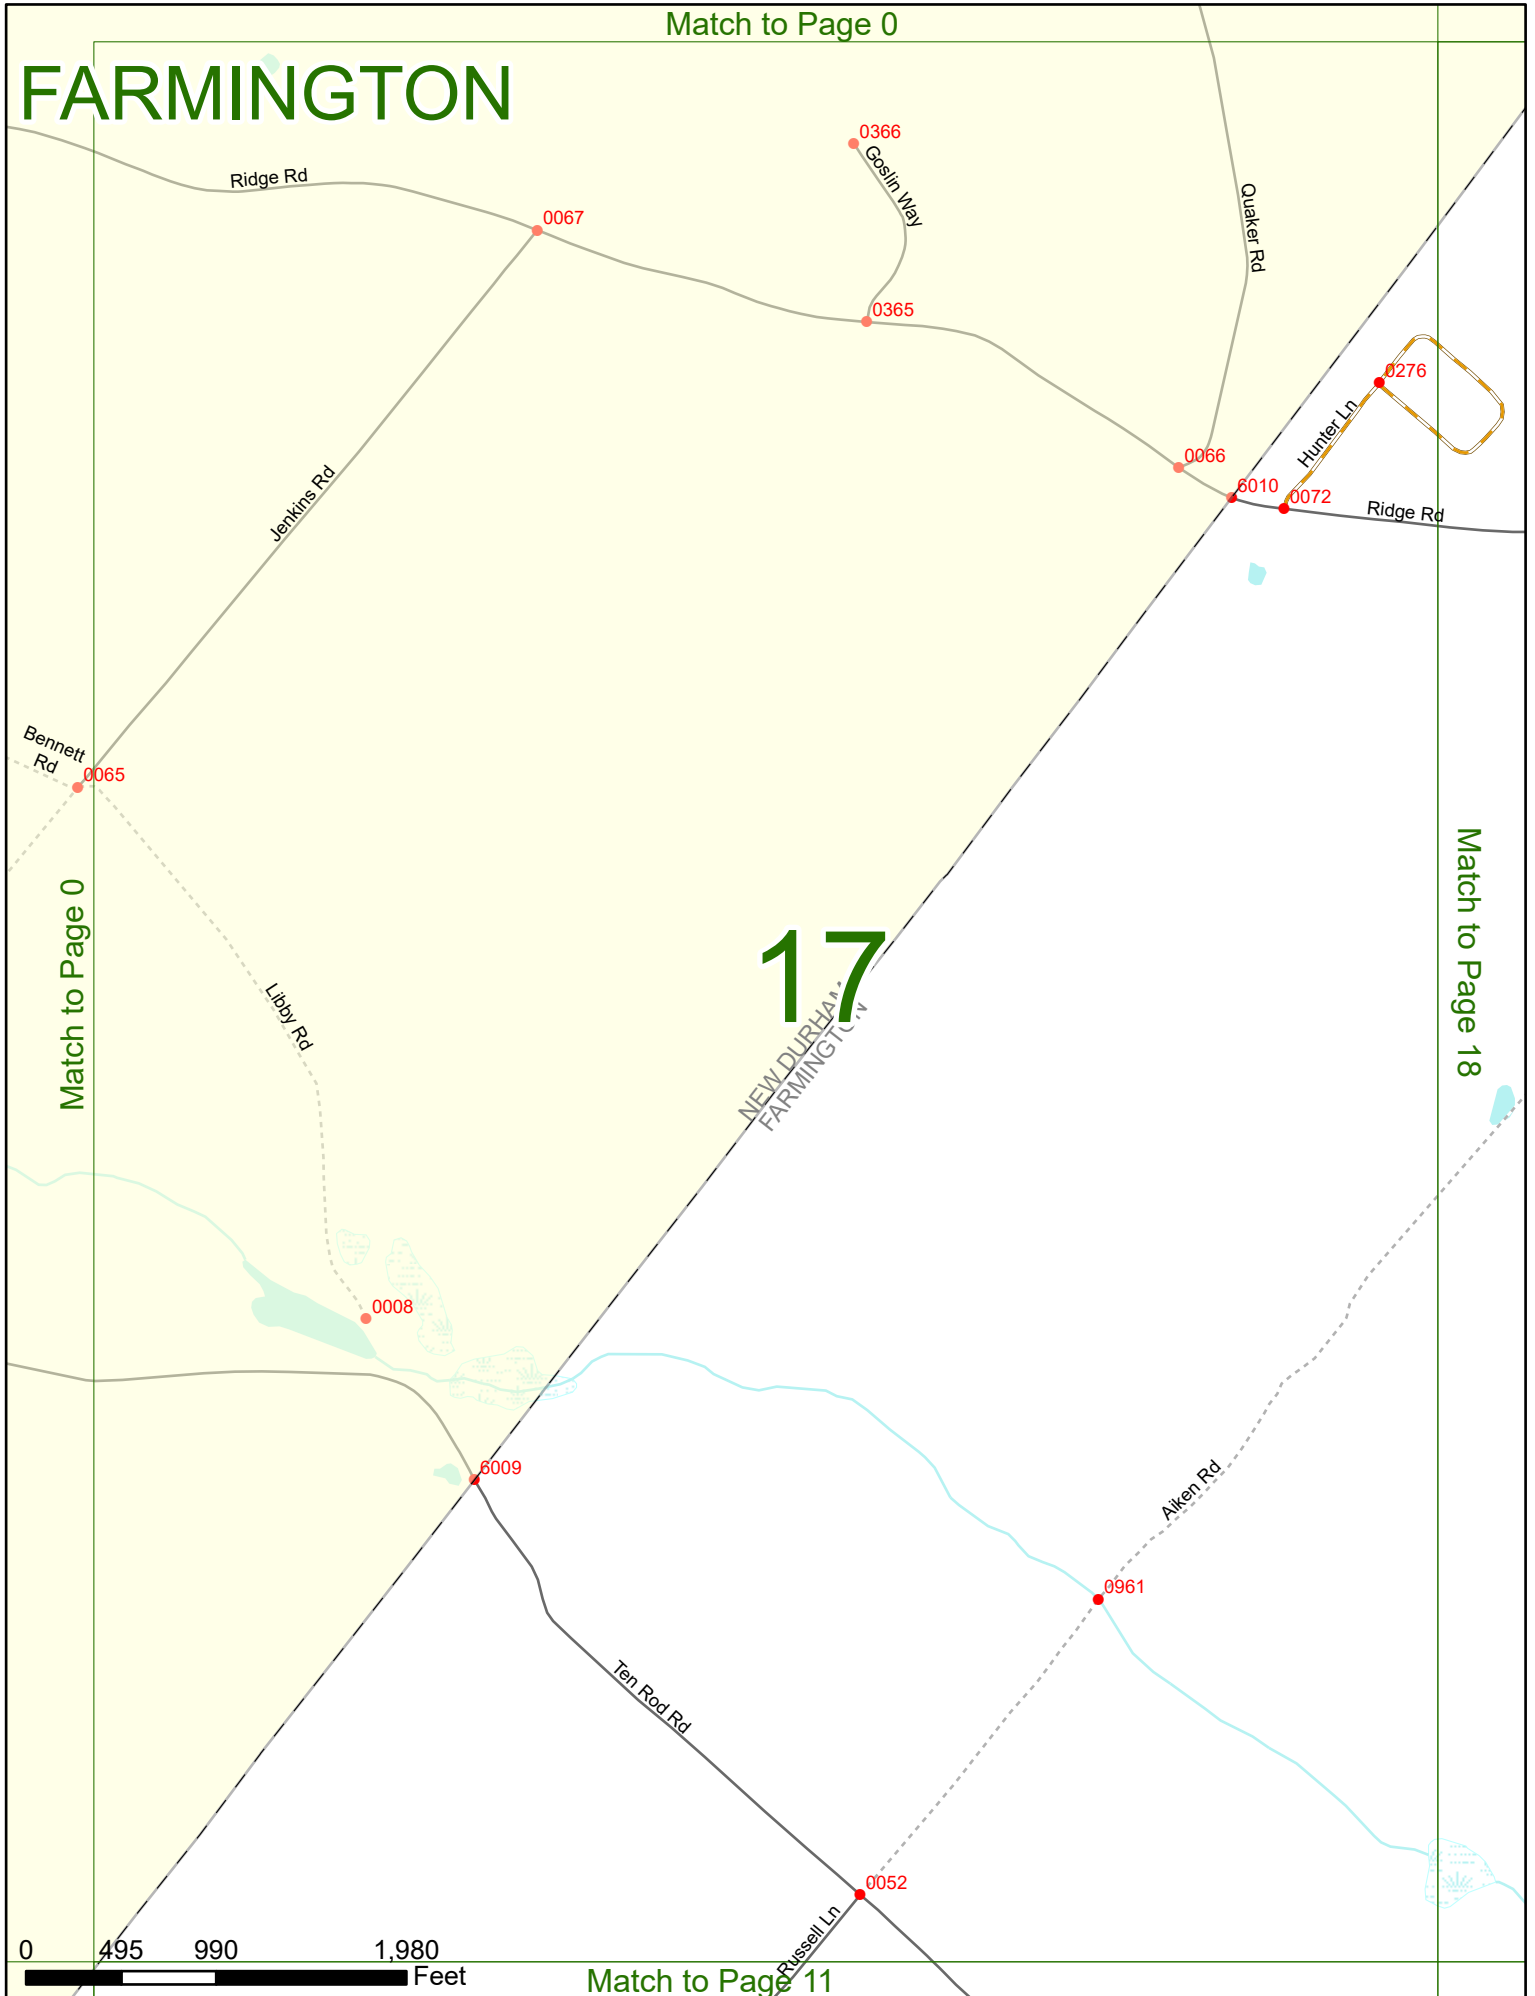 Match to Page 0
FARMINGTON
0366
Goslin Way
Ridge Rd
Quaker Rd
0067
0365
0276
Hunter Ln
Jenkins Rd
0066
6010
0072
Ridge Rd
Bennett
Rd
0065
Match to Page 0
Match to Page 18
17
Libby Rd
NEW DURHAM
FARMINGTON
0008
6009
Aiken Rd
0961
Ten Rod Rd
0052
Russell Ln
0 495 990 1,980
Feet
Match to Page 11